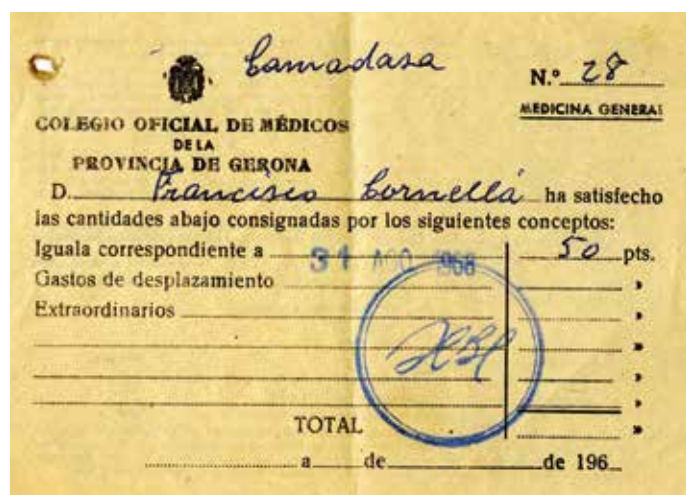 Camadasa
N.º 28
MEDICINA GENERAL
COLEGIO OFICIAL DE MÉDICOS
DE LA
PROVINCIA DE GERONA
D. Francisco Cornellá ha satisfecho
las cantidades abajo consignadas por los siguientes conceptos:
Iguala correspondiente a 31 AGO 1968 50 pts.
Gastos de desplazamiento »
Extraordinarios »
»
»
»
TOTAL »
a de de 196